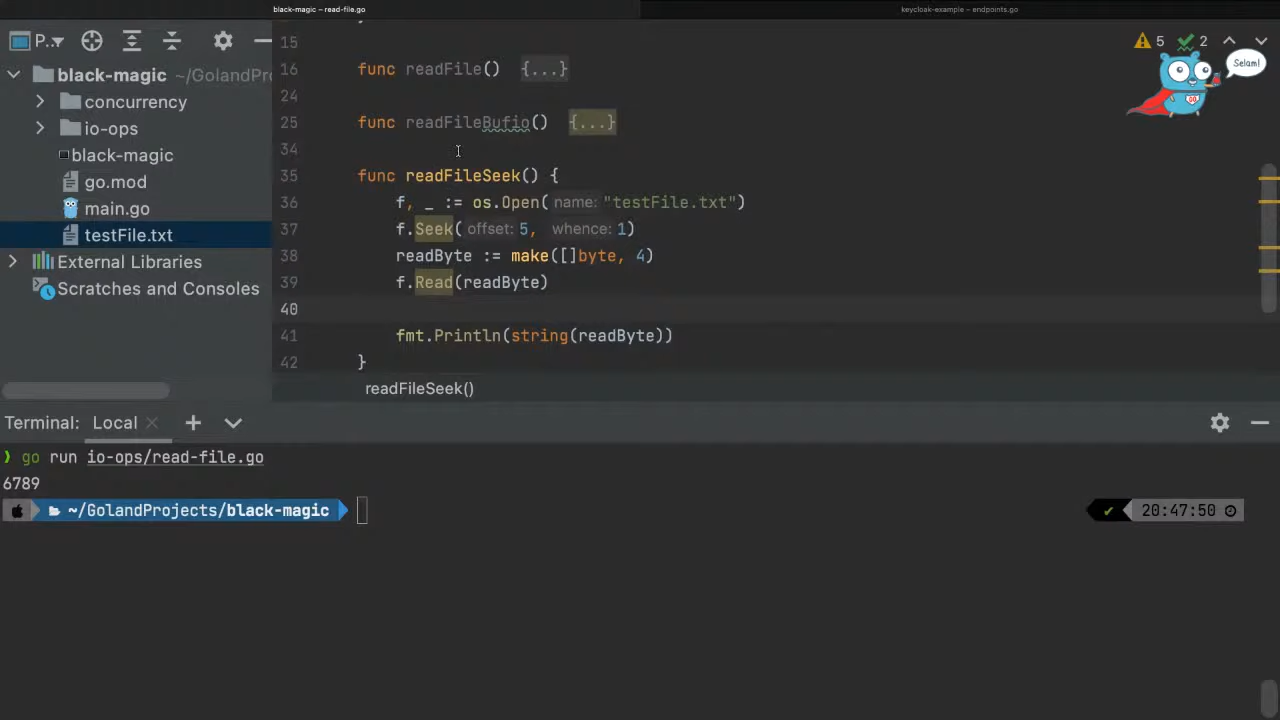 black-magic – read-file.go
keycloak-example – endpoints.go
P..
5 2
Selam!
black-magic ~/GolandPro
concurrency
io-ops
black-magic
go.mod
main.go
testFile.txt
External Libraries
Scratches and Consoles
15
16 func readFile() {...}
24
25 func readFileBufio() {...}
34
35 func readFileSeek() {
36 f, _ := os.Open( name: "testFile.txt")
37 f.Seek( offset: 5, whence: 1)
38 readByte := make([]byte, 4)
39 f.Read(readByte)
40
41 fmt.Println(string(readByte))
42 }
readFileSeek()
Terminal: Local
❯ go run io-ops/read-file.go
6789
~/GolandProjects/black-magic
20:47:50